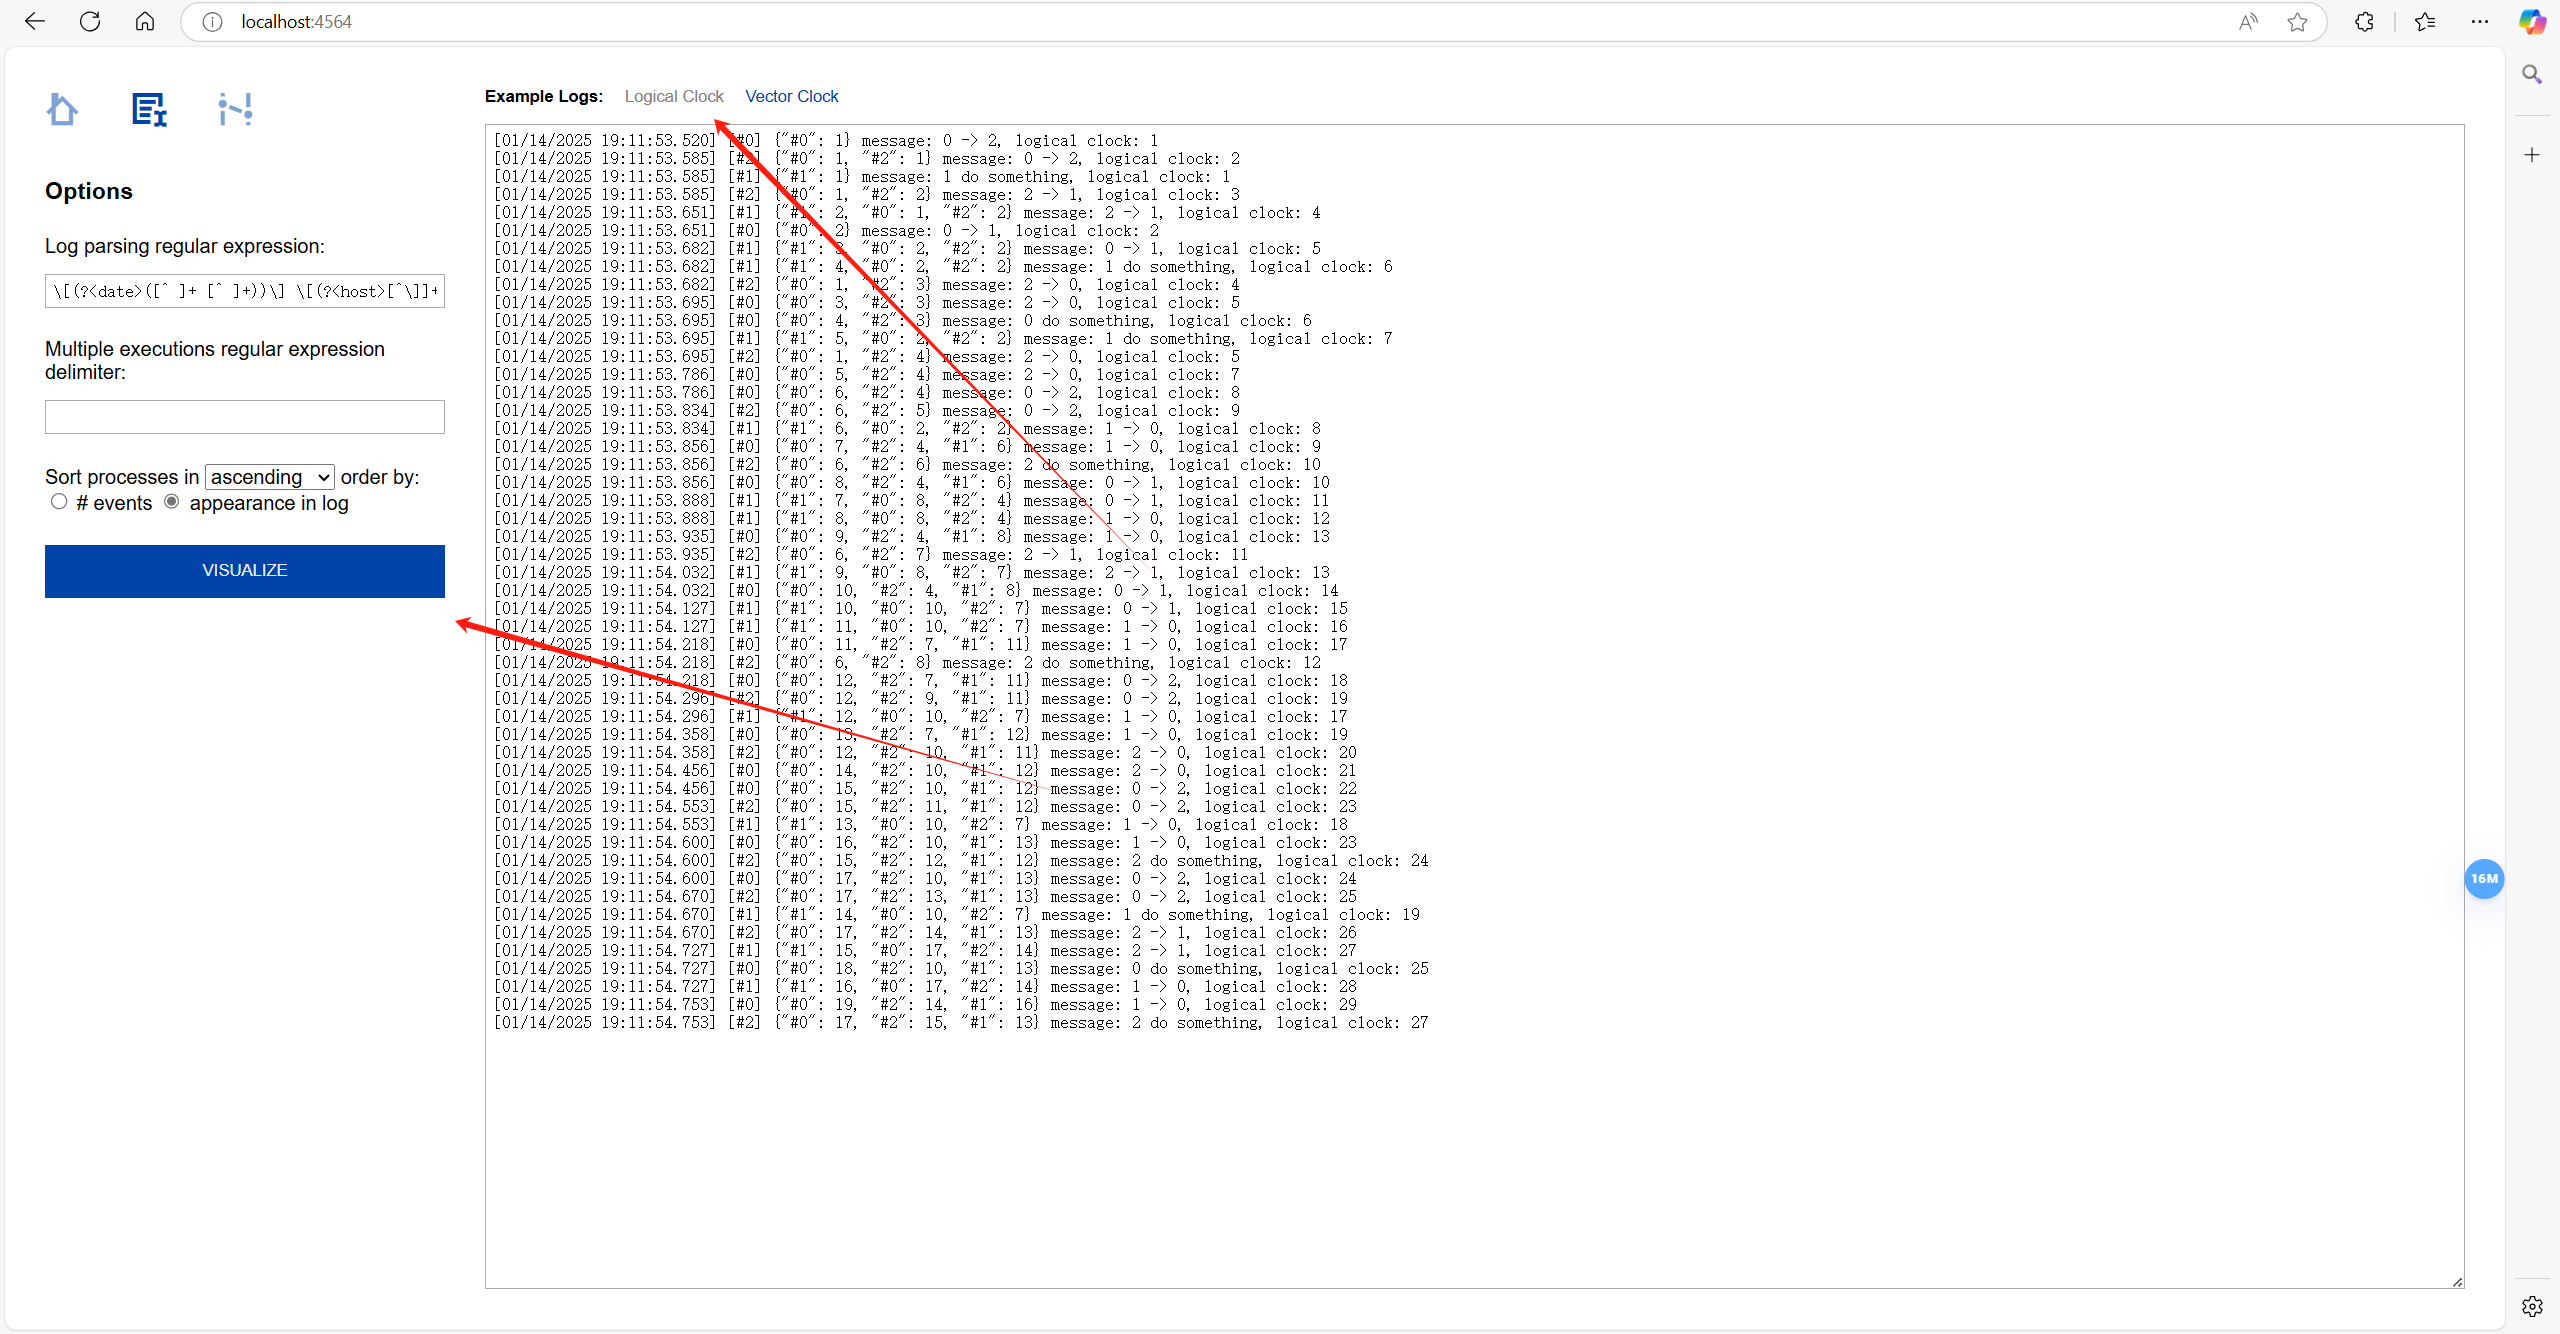 localhost:4564
Example Logs: Logical Clock Vector Clock
Options
Log parsing regular expression:
\[(?<date>([^ ]+ [^ ]+))\] \[(?<host>[^\]]+
Multiple executions regular expression
delimiter:
Sort processes in ascending order by:
# events appearance in log
VISUALIZE
[01/14/2025 19:11:53.520] [#0] {"#0": 1} message: 0 -> 2, logical clock: 1
[01/14/2025 19:11:53.585] [#2] {"#0": 1, "#2": 1} message: 0 -> 2, logical clock: 2
[01/14/2025 19:11:53.585] [#1] {"#1": 1} message: 1 do something, logical clock: 1
[01/14/2025 19:11:53.585] [#2] {"#0": 1, "#2": 2} message: 2 -> 1, logical clock: 3
[01/14/2025 19:11:53.651] [#1] {"#1": 2, "#0": 1, "#2": 2} message: 2 -> 1, logical clock: 4
[01/14/2025 19:11:53.651] [#0] {"#0": 2} message: 0 -> 1, logical clock: 2
[01/14/2025 19:11:53.682] [#1] {"#1": 3, "#0": 2, "#2": 2} message: 0 -> 1, logical clock: 5
[01/14/2025 19:11:53.682] [#1] {"#1": 4, "#0": 2, "#2": 2} message: 1 do something, logical clock: 6
[01/14/2025 19:11:53.682] [#2] {"#0": 1, "#2": 3} message: 2 -> 0, logical clock: 4
[01/14/2025 19:11:53.695] [#0] {"#0": 3, "#2": 3} message: 2 -> 0, logical clock: 5
[01/14/2025 19:11:53.695] [#0] {"#0": 4, "#2": 3} message: 0 do something, logical clock: 6
[01/14/2025 19:11:53.695] [#1] {"#1": 5, "#0": 2, "#2": 2} message: 1 do something, logical clock: 7
[01/14/2025 19:11:53.695] [#2] {"#0": 1, "#2": 4} message: 2 -> 0, logical clock: 5
[01/14/2025 19:11:53.786] [#0] {"#0": 5, "#2": 4} message: 2 -> 0, logical clock: 7
[01/14/2025 19:11:53.786] [#0] {"#0": 6, "#2": 4} message: 0 -> 2, logical clock: 8
[01/14/2025 19:11:53.834] [#2] {"#0": 6, "#2": 5} message: 0 -> 2, logical clock: 9
[01/14/2025 19:11:53.834] [#1] {"#1": 6, "#0": 2, "#2": 2} message: 1 -> 0, logical clock: 8
[01/14/2025 19:11:53.856] [#0] {"#0": 7, "#2": 4, "#1": 6} message: 1 -> 0, logical clock: 9
[01/14/2025 19:11:53.856] [#2] {"#0": 6, "#2": 6} message: 2 do something, logical clock: 10
[01/14/2025 19:11:53.856] [#0] {"#0": 8, "#2": 4, "#1": 6} message: 0 -> 1, logical clock: 10
[01/14/2025 19:11:53.888] [#1] {"#1": 7, "#0": 8, "#2": 4} message: 0 -> 1, logical clock: 11
[01/14/2025 19:11:53.888] [#1] {"#1": 8, "#0": 8, "#2": 4} message: 1 -> 0, logical clock: 12
[01/14/2025 19:11:53.935] [#0] {"#0": 9, "#2": 4, "#1": 8} message: 1 -> 0, logical clock: 13
[01/14/2025 19:11:53.935] [#2] {"#0": 6, "#2": 7} message: 2 -> 1, logical clock: 11
[01/14/2025 19:11:54.032] [#1] {"#1": 9, "#0": 8, "#2": 7} message: 2 -> 1, logical clock: 13
[01/14/2025 19:11:54.032] [#0] {"#0": 10, "#2": 4, "#1": 8} message: 0 -> 1, logical clock: 14
[01/14/2025 19:11:54.127] [#1] {"#1": 10, "#0": 10, "#2": 7} message: 0 -> 1, logical clock: 15
[01/14/2025 19:11:54.127] [#1] {"#1": 11, "#0": 10, "#2": 7} message: 1 -> 0, logical clock: 16
[01/14/2025 19:11:54.218] [#0] {"#0": 11, "#2": 7, "#1": 11} message: 1 -> 0, logical clock: 17
[01/14/2025 19:11:54.218] [#2] {"#0": 6, "#2": 8} message: 2 do something, logical clock: 12
[01/14/2025 19:11:54.218] [#0] {"#0": 12, "#2": 7, "#1": 11} message: 0 -> 2, logical clock: 18
[01/14/2025 19:11:54.296] [#2] {"#0": 12, "#2": 9, "#1": 11} message: 0 -> 2, logical clock: 19
[01/14/2025 19:11:54.296] [#1] {"#1": 12, "#0": 10, "#2": 7} message: 1 -> 0, logical clock: 17
[01/14/2025 19:11:54.358] [#0] {"#0": 13, "#2": 7, "#1": 12} message: 1 -> 0, logical clock: 19
[01/14/2025 19:11:54.358] [#2] {"#0": 12, "#2": 10, "#1": 11} message: 2 -> 0, logical clock: 20
[01/14/2025 19:11:54.456] [#0] {"#0": 14, "#2": 10, "#1": 12} message: 2 -> 0, logical clock: 21
[01/14/2025 19:11:54.456] [#0] {"#0": 15, "#2": 10, "#1": 12} message: 0 -> 2, logical clock: 22
[01/14/2025 19:11:54.553] [#2] {"#0": 15, "#2": 11, "#1": 12} message: 0 -> 2, logical clock: 23
[01/14/2025 19:11:54.553] [#1] {"#1": 13, "#0": 10, "#2": 7} message: 1 -> 0, logical clock: 18
[01/14/2025 19:11:54.600] [#0] {"#0": 16, "#2": 10, "#1": 13} message: 1 -> 0, logical clock: 23
[01/14/2025 19:11:54.600] [#2] {"#0": 15, "#2": 12, "#1": 12} message: 2 do something, logical clock: 24
[01/14/2025 19:11:54.600] [#0] {"#0": 17, "#2": 10, "#1": 13} message: 0 -> 2, logical clock: 24
[01/14/2025 19:11:54.670] [#2] {"#0": 17, "#2": 13, "#1": 13} message: 0 -> 2, logical clock: 25
[01/14/2025 19:11:54.670] [#1] {"#1": 14, "#0": 10, "#2": 7} message: 1 do something, logical clock: 19
[01/14/2025 19:11:54.670] [#2] {"#0": 17, "#2": 14, "#1": 13} message: 2 -> 1, logical clock: 26
[01/14/2025 19:11:54.727] [#1] {"#1": 15, "#0": 17, "#2": 14} message: 2 -> 1, logical clock: 27
[01/14/2025 19:11:54.727] [#0] {"#0": 18, "#2": 10, "#1": 13} message: 0 do something, logical clock: 25
[01/14/2025 19:11:54.727] [#1] {"#1": 16, "#0": 17, "#2": 14} message: 1 -> 0, logical clock: 28
[01/14/2025 19:11:54.753] [#0] {"#0": 19, "#2": 14, "#1": 16} message: 1 -> 0, logical clock: 29
[01/14/2025 19:11:54.753] [#2] {"#0": 17, "#2": 15, "#1": 13} message: 2 do something, logical clock: 27
16M